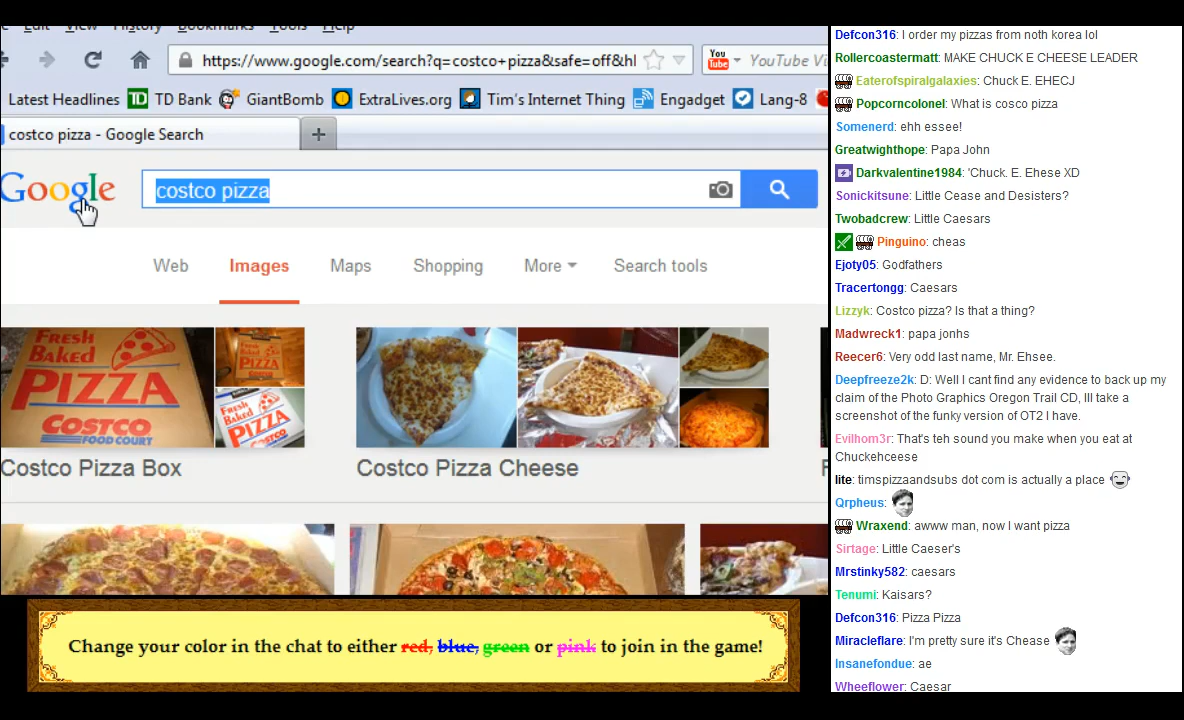 Edit View History Bookmarks Tools Help
https://www.google.com/search?q=costco+pizza&safe=off&hl
You Tube YouTube Vi
Latest Headlines TD TD Bank GiantBomb ExtraLives.org Tim's Internet Thing Engadget Lang-8
costco pizza - Google Search +
Google costco pizza
Web Images Maps Shopping More Search tools
FRESH BAKED PIZZA COSTCO FOOD COURT
Costco Pizza Box
Costco Pizza Cheese
Change your color in the chat to either red, blue, green or pink to join in the game!
Defcon316: I order my pizzas from noth korea lol
Rollercoastermatt: MAKE CHUCK E CHEESE LEADER
Eaterofspiralgalaxies: Chuck E. EHECJ
Popcorncolonel: What is cosco pizza
Somenerd: ehh essee!
Greatwighthope: Papa John
Darkvalentine1984: 'Chuck. E. Ehese XD
Sonickitsune: Little Cease and Desisters?
Twobadcrew: Little Caesars
Pinguino: cheas
Ejoty05: Godfathers
Tracertongg: Caesars
Lizzyk: Costco pizza? Is that a thing?
Madwreck1: papa jonhs
Reecer6: Very odd last name, Mr. Ehsee.
Deepfreeze2k: D: Well I cant find any evidence to back up my
claim of the Photo Graphics Oregon Trail CD, Ill take a
screenshot of the funky version of OT2 I have.
Evilhom3r: That's teh sound you make when you eat at
Chuckehceese
lite: timspizzaandsubs dot com is actually a place
Qrpheus:
Wraxend: awww man, now I want pizza
Sirtage: Little Caeser's
Mrstinky582: caesars
Tenumi: Kaisars?
Defcon316: Pizza Pizza
Miracleflare: I'm pretty sure it's Chease
Insanefondue: ae
Wheeflower: Caesar